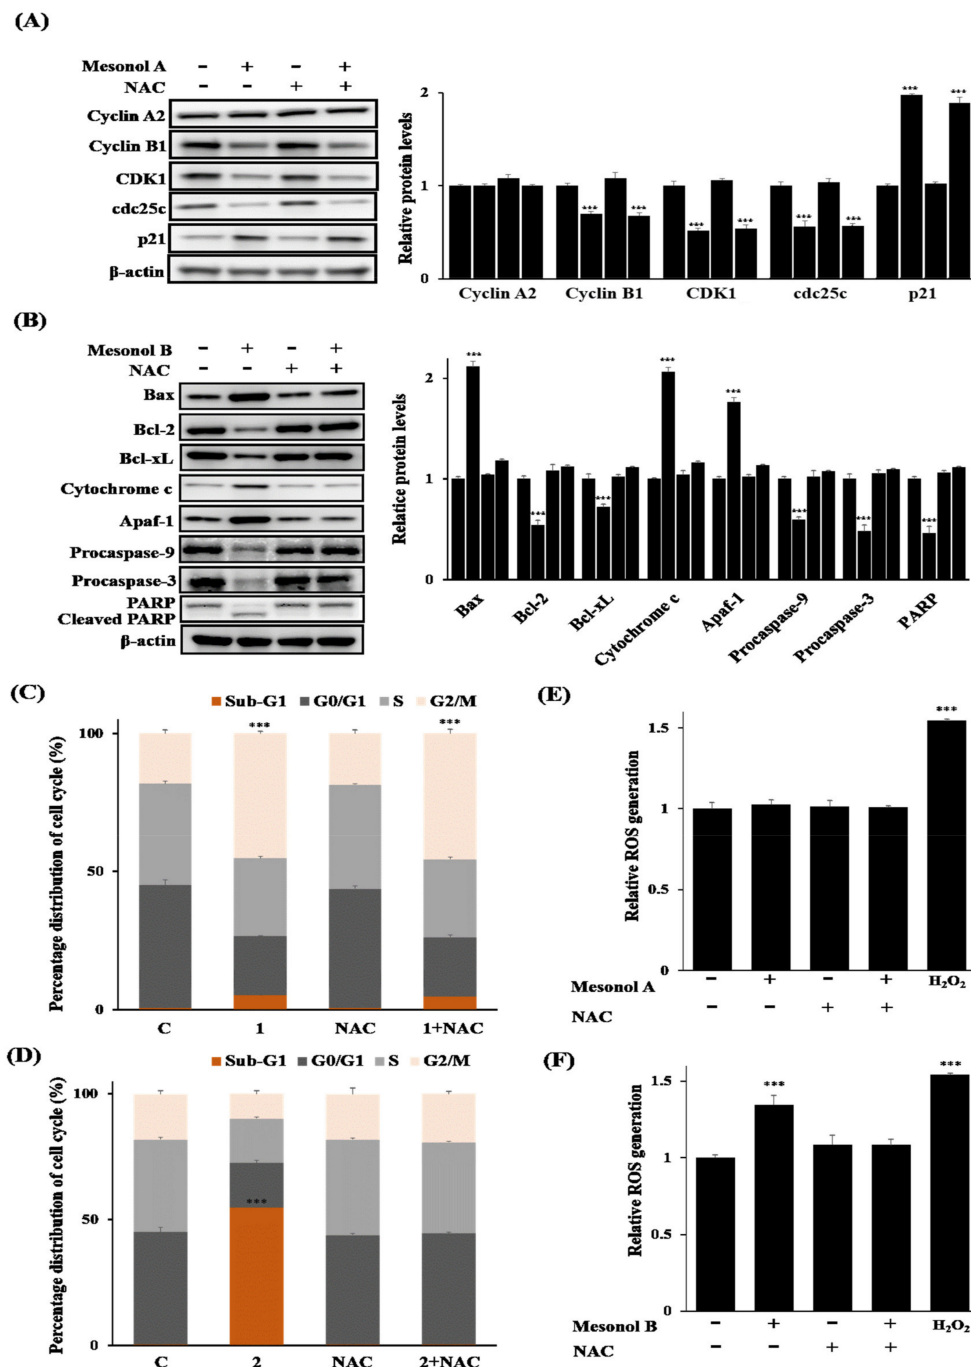 (A)
Mesonol A - + - +
NAC - - + +
Cyclin A2
Cyclin B1
CDK1
cdc25c
p21
β-actin
Relative protein levels
2
1
0
*** *** *** *** *** *** *** ***
Cyclin A2 Cyclin B1 CDK1 cdc25c p21
(B)
Mesonol B - + - +
NAC - - + +
Bax
Bcl-2
Bcl-xL
Cytochrome c
Apaf-1
Procaspase-9
Procaspase-3
PARP
Cleaved PARP
β-actin
Relatice protein levels
2
1
0
*** *** *** *** *** *** *** ***
Bax Bcl-2 Bcl-xL Cytochrome c Apaf-1 Procaspase-9 Procaspase-3 PARP
(C)
Sub-G1 G0/G1 S G2/M
Percentage distribution of cell cycle (%)
100
50
0
*** ***
C 1 NAC 1+NAC
(D)
Sub-G1 G0/G1 S G2/M
Percentage distribution of cell cycle (%)
100
50
0
***
C 2 NAC 2+NAC
(E)
Relative ROS generation
1.5
1
0.5
0
***
Mesonol A - + - + H₂O₂
NAC - - + +
(F)
Relative ROS generation
1.5
1
0.5
0
*** ***
Mesonol B - + - + H₂O₂
NAC - - + +